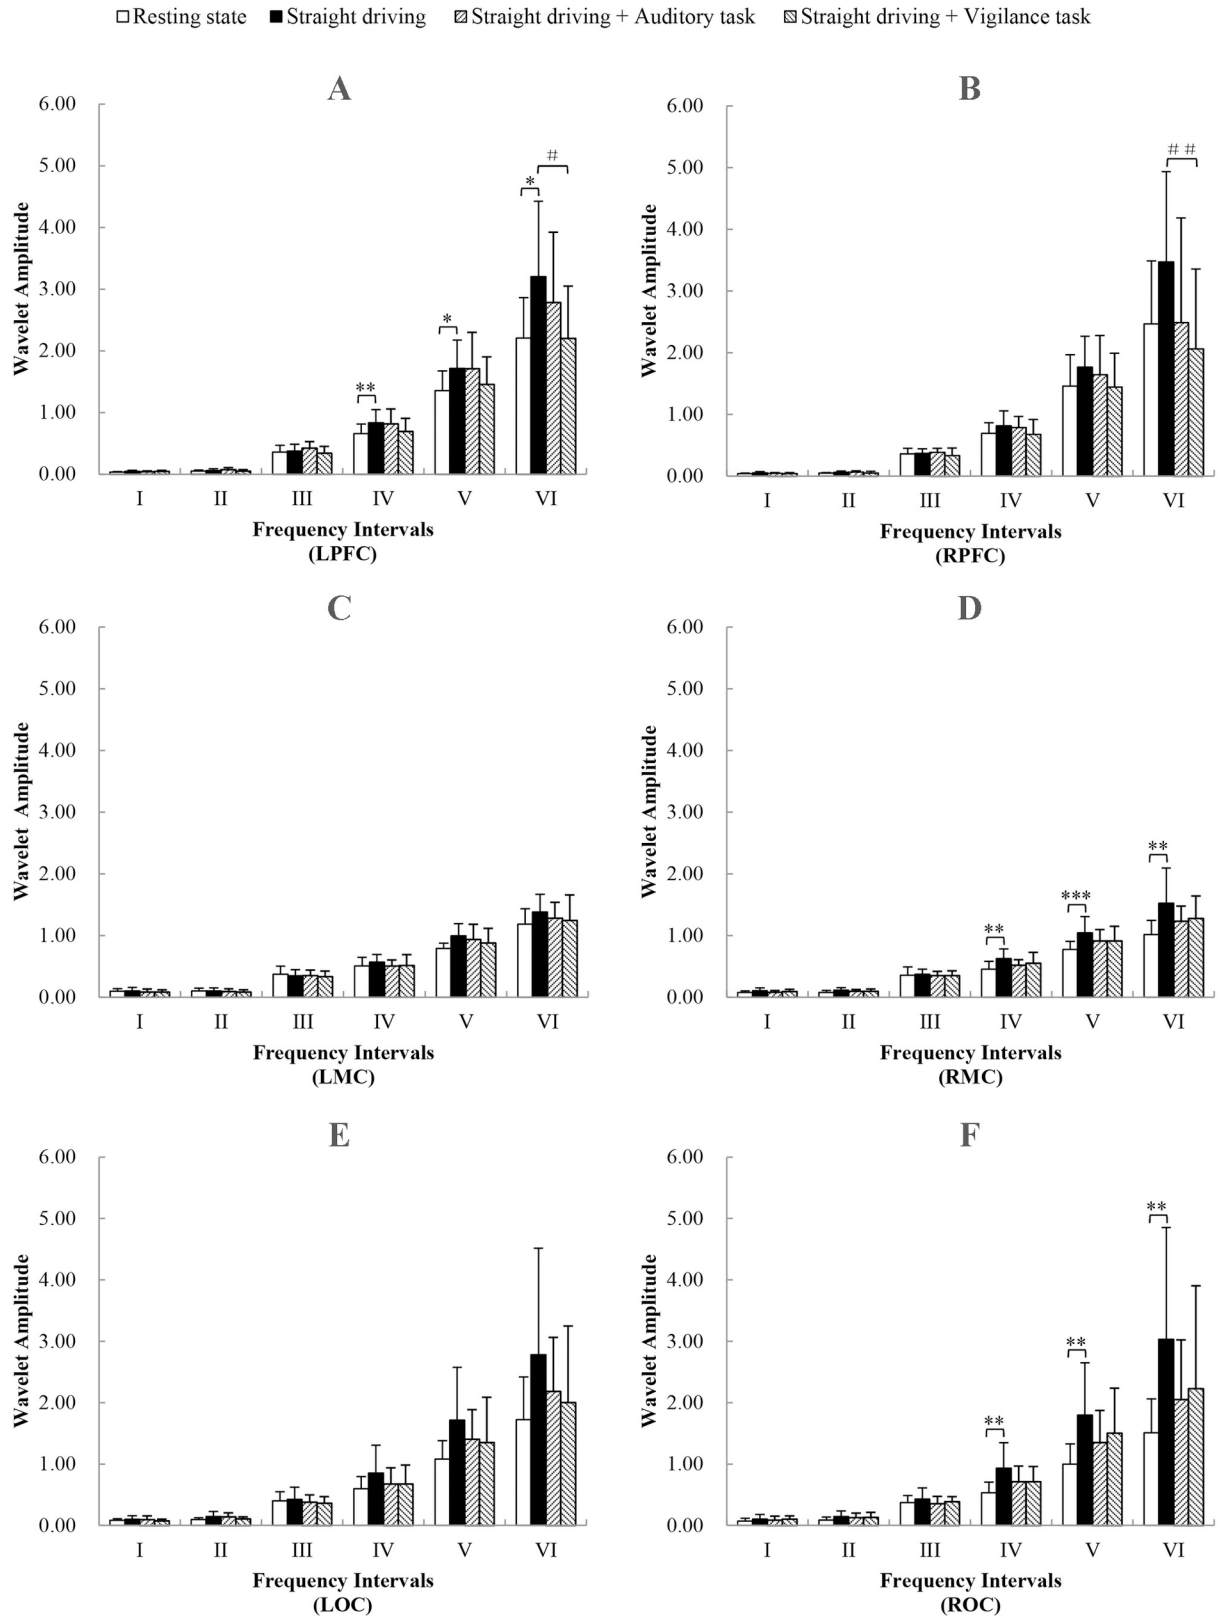 Resting state Straight driving Straight driving + Auditory task Straight driving + Vigilance task
A
6.00
5.00
4.00
3.00
2.00
1.00
0.00
Wavelet Amplitude
** * * #
I II III IV V VI
Frequency Intervals
(LPFC)
B
6.00
5.00
4.00
3.00
2.00
1.00
0.00
Wavelet Amplitude
# #
I II III IV V VI
Frequency Intervals
(RPFC)
C
6.00
5.00
4.00
3.00
2.00
1.00
0.00
Wavelet Amplitude
I II III IV V VI
Frequency Intervals
(LMC)
D
6.00
5.00
4.00
3.00
2.00
1.00
0.00
Wavelet Amplitude
** *** **
I II III IV V VI
Frequency Intervals
(RMC)
E
6.00
5.00
4.00
3.00
2.00
1.00
0.00
Wavelet Amplitude
I II III IV V VI
Frequency Intervals
(LOC)
F
6.00
5.00
4.00
3.00
2.00
1.00
0.00
Wavelet Amplitude
** ** **
I II III IV V VI
Frequency Intervals
(ROC)